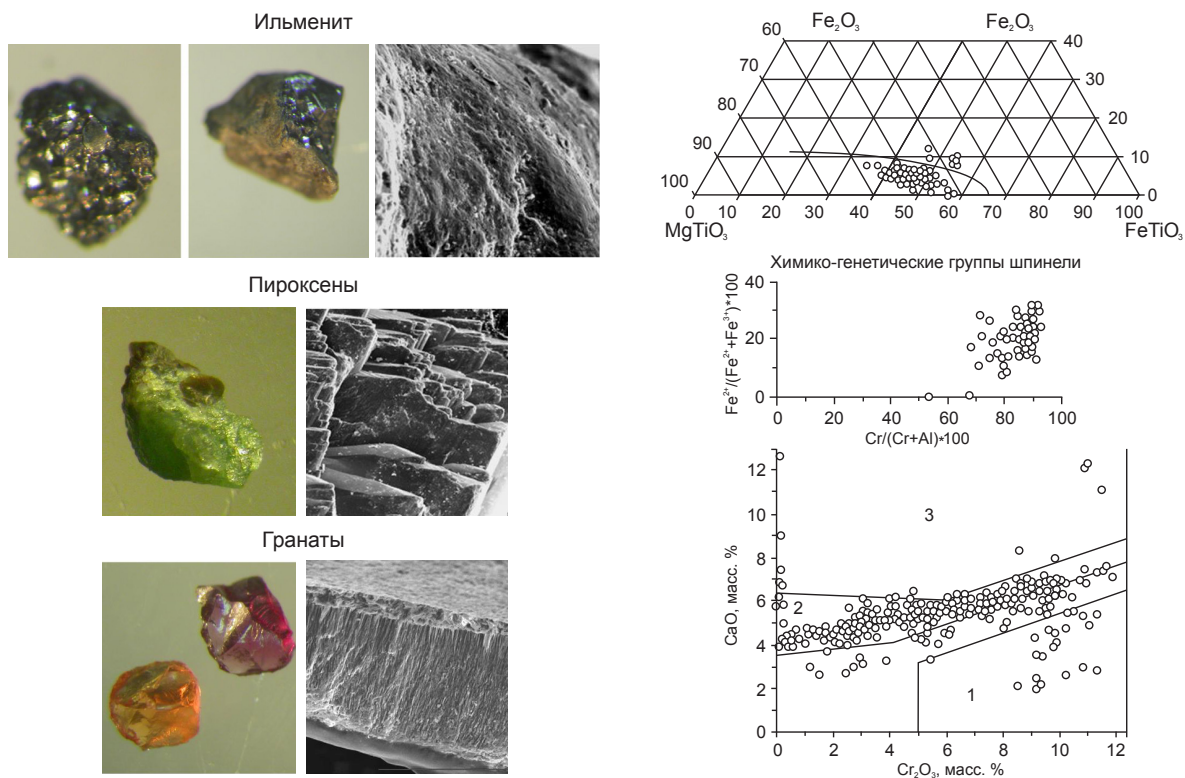 Ильменит
Пироксены
Гранаты
Fe₂O₃ Fe₂O₃
60 40
70 30
80 20
90 10
100 0
0 10 20 30 40 50 60 70 80 90 100
MgTiO₃ FeTiO₃
Химико-генетические группы шпинели
Fe²⁺/(Fe²⁺+Fe³⁺)*100
40
20
0
0 20 40 60 80 100
Cr/(Cr+Al)*100
CaO, масс. %
12
10
8
6
4
2
0
3
2
1
0 2 4 6 8 10 12
Cr₂O₃, масс. %